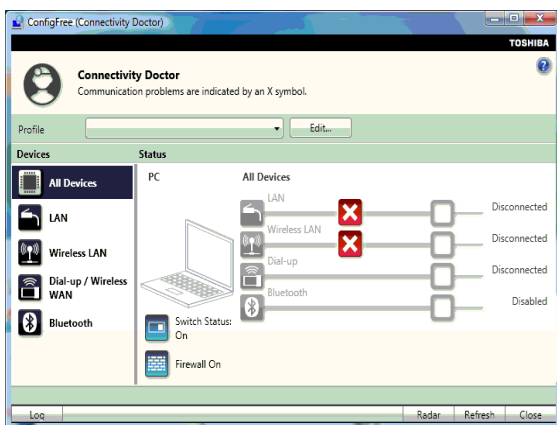 ConfigFree (Connectivity Doctor)
TOSHIBA
Connectivity Doctor
Communication problems are indicated by an X symbol.
Profile
Edit...
Devices
Status
All Devices
LAN
Wireless LAN
Dial-up / Wireless
WAN
Bluetooth
PC
Switch Status:
On
Firewall On
All Devices
LAN
Disconnected
Wireless LAN
Disconnected
Dial-up
Disconnected
Bluetooth
Disabled
Log
Radar
Refresh
Close